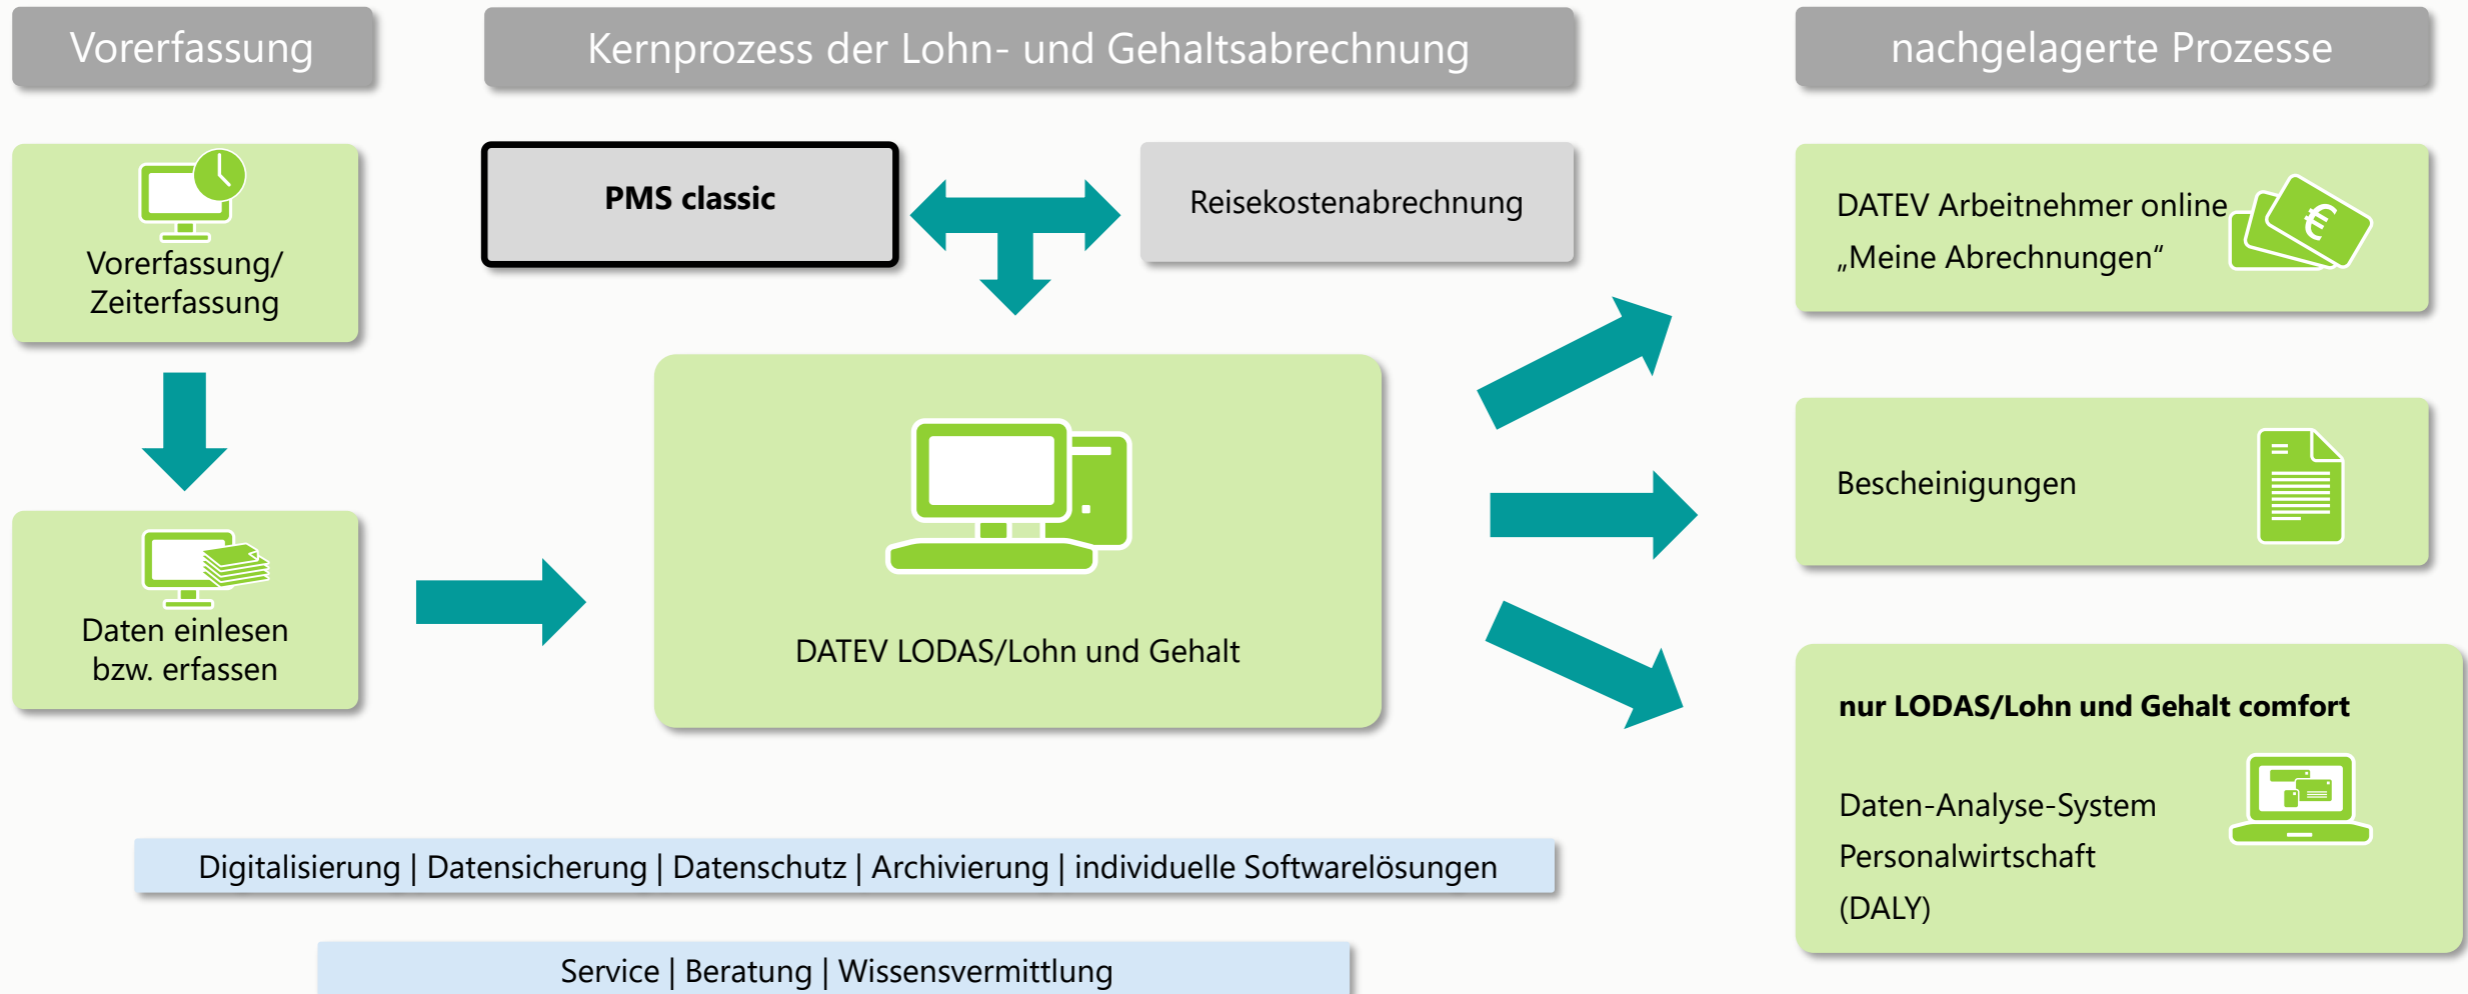 Vorerfassung
Kernprozess der Lohn- und Gehaltsabrechnung
nachgelagerte Prozesse
Vorerfassung/
Zeiterfassung
Daten einlesen
bzw. erfassen
PMS classic
Reisekostenabrechnung
DATEV LODAS/Lohn und Gehalt
DATEV Arbeitnehmer online
„Meine Abrechnungen“
€
Bescheinigungen
nur LODAS/Lohn und Gehalt comfort
Daten-Analyse-System
Personalwirtschaft
(DALY)
Digitalisierung | Datensicherung | Datenschutz | Archivierung | individuelle Softwarelösungen
Service | Beratung | Wissensvermittlung